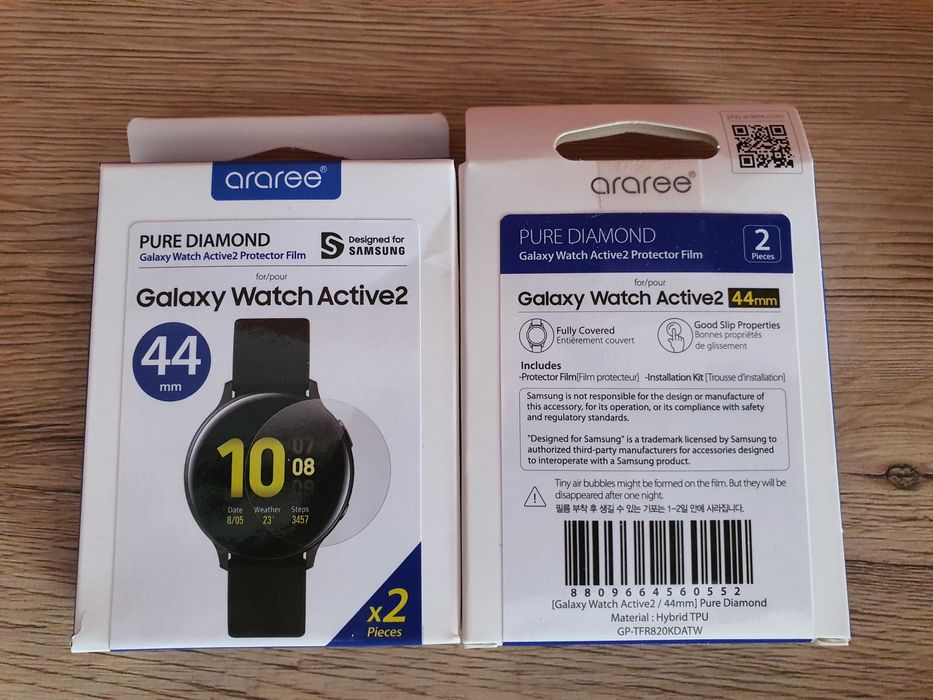 araree®
PURE DIAMOND
Galaxy Watch Active2 Protector Film
S Designed for
SAMSUNG
for/pour
Galaxy Watch Active2
44
mm
10
07
08
09
Date Weather Steps
8/05 23° 3457
x2
Pieces
play.araree.com
araree®
PURE DIAMOND
Galaxy Watch Active2 Protector Film
2
Pieces
for/pour
Galaxy Watch Active2 44mm
Fully Covered
Entièrement couvert
Good Slip Properties
Bonnes propriétés
de glissement
Includes
-Protector Film[Film protecteur] -Installation Kit [Trousse d'installation]
Samsung is not responsible for the design or manufacture of
this accessory, for its operation, or its compliance with safety
and regulatory standards.
"Designed for Samsung" is a trademark licensed by Samsung to
authorized third-party manufacturers for accessories designed
to interoperate with a Samsung product.
Tiny air bubbles might be formed on the film. But they will be
disappeared after one night.
필름 부착 후 생길 수 있는 기포는 1~2일 안에 사라집니다.
8809664560552
[Galaxy Watch Active2 / 44mm] Pure Diamond
Material : Hybrid TPU
GP-TFR820KDATW